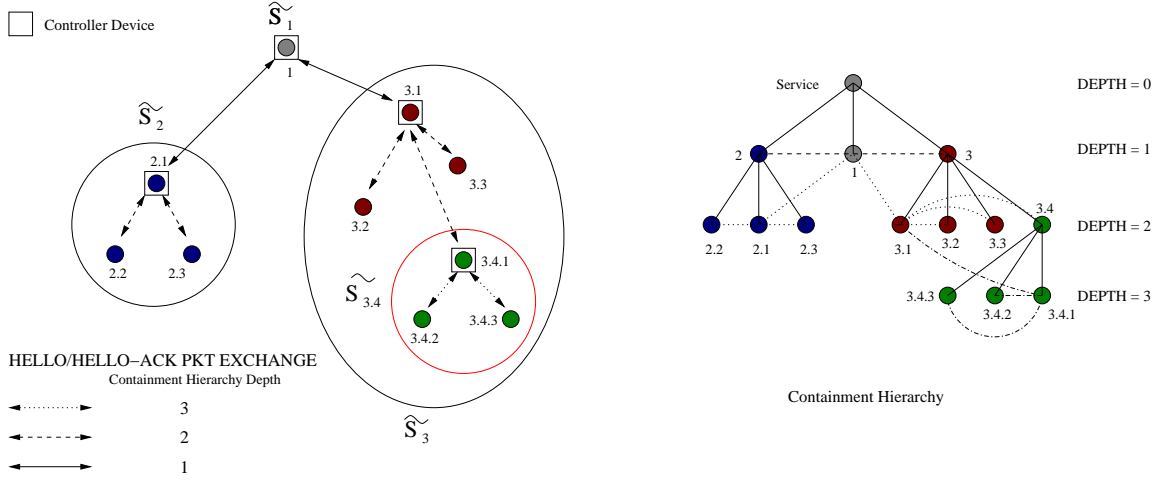 Controller Device
S̃ 1
1
S̃ 2
2.1
2.2
2.3
3.1
3.3
3.2
3.4.1
S̃ 3.4
3.4.2
3.4.3
S̃ 3
HELLO/HELLO−ACK PKT EXCHANGE
Containment Hierarchy Depth
3
2
1
Service
DEPTH = 0
2
1
3
DEPTH = 1
3.4
2.2
2.1
2.3
3.1
3.2
3.3
DEPTH = 2
3.4.3
3.4.2
3.4.1
DEPTH = 3
Containment Hierarchy